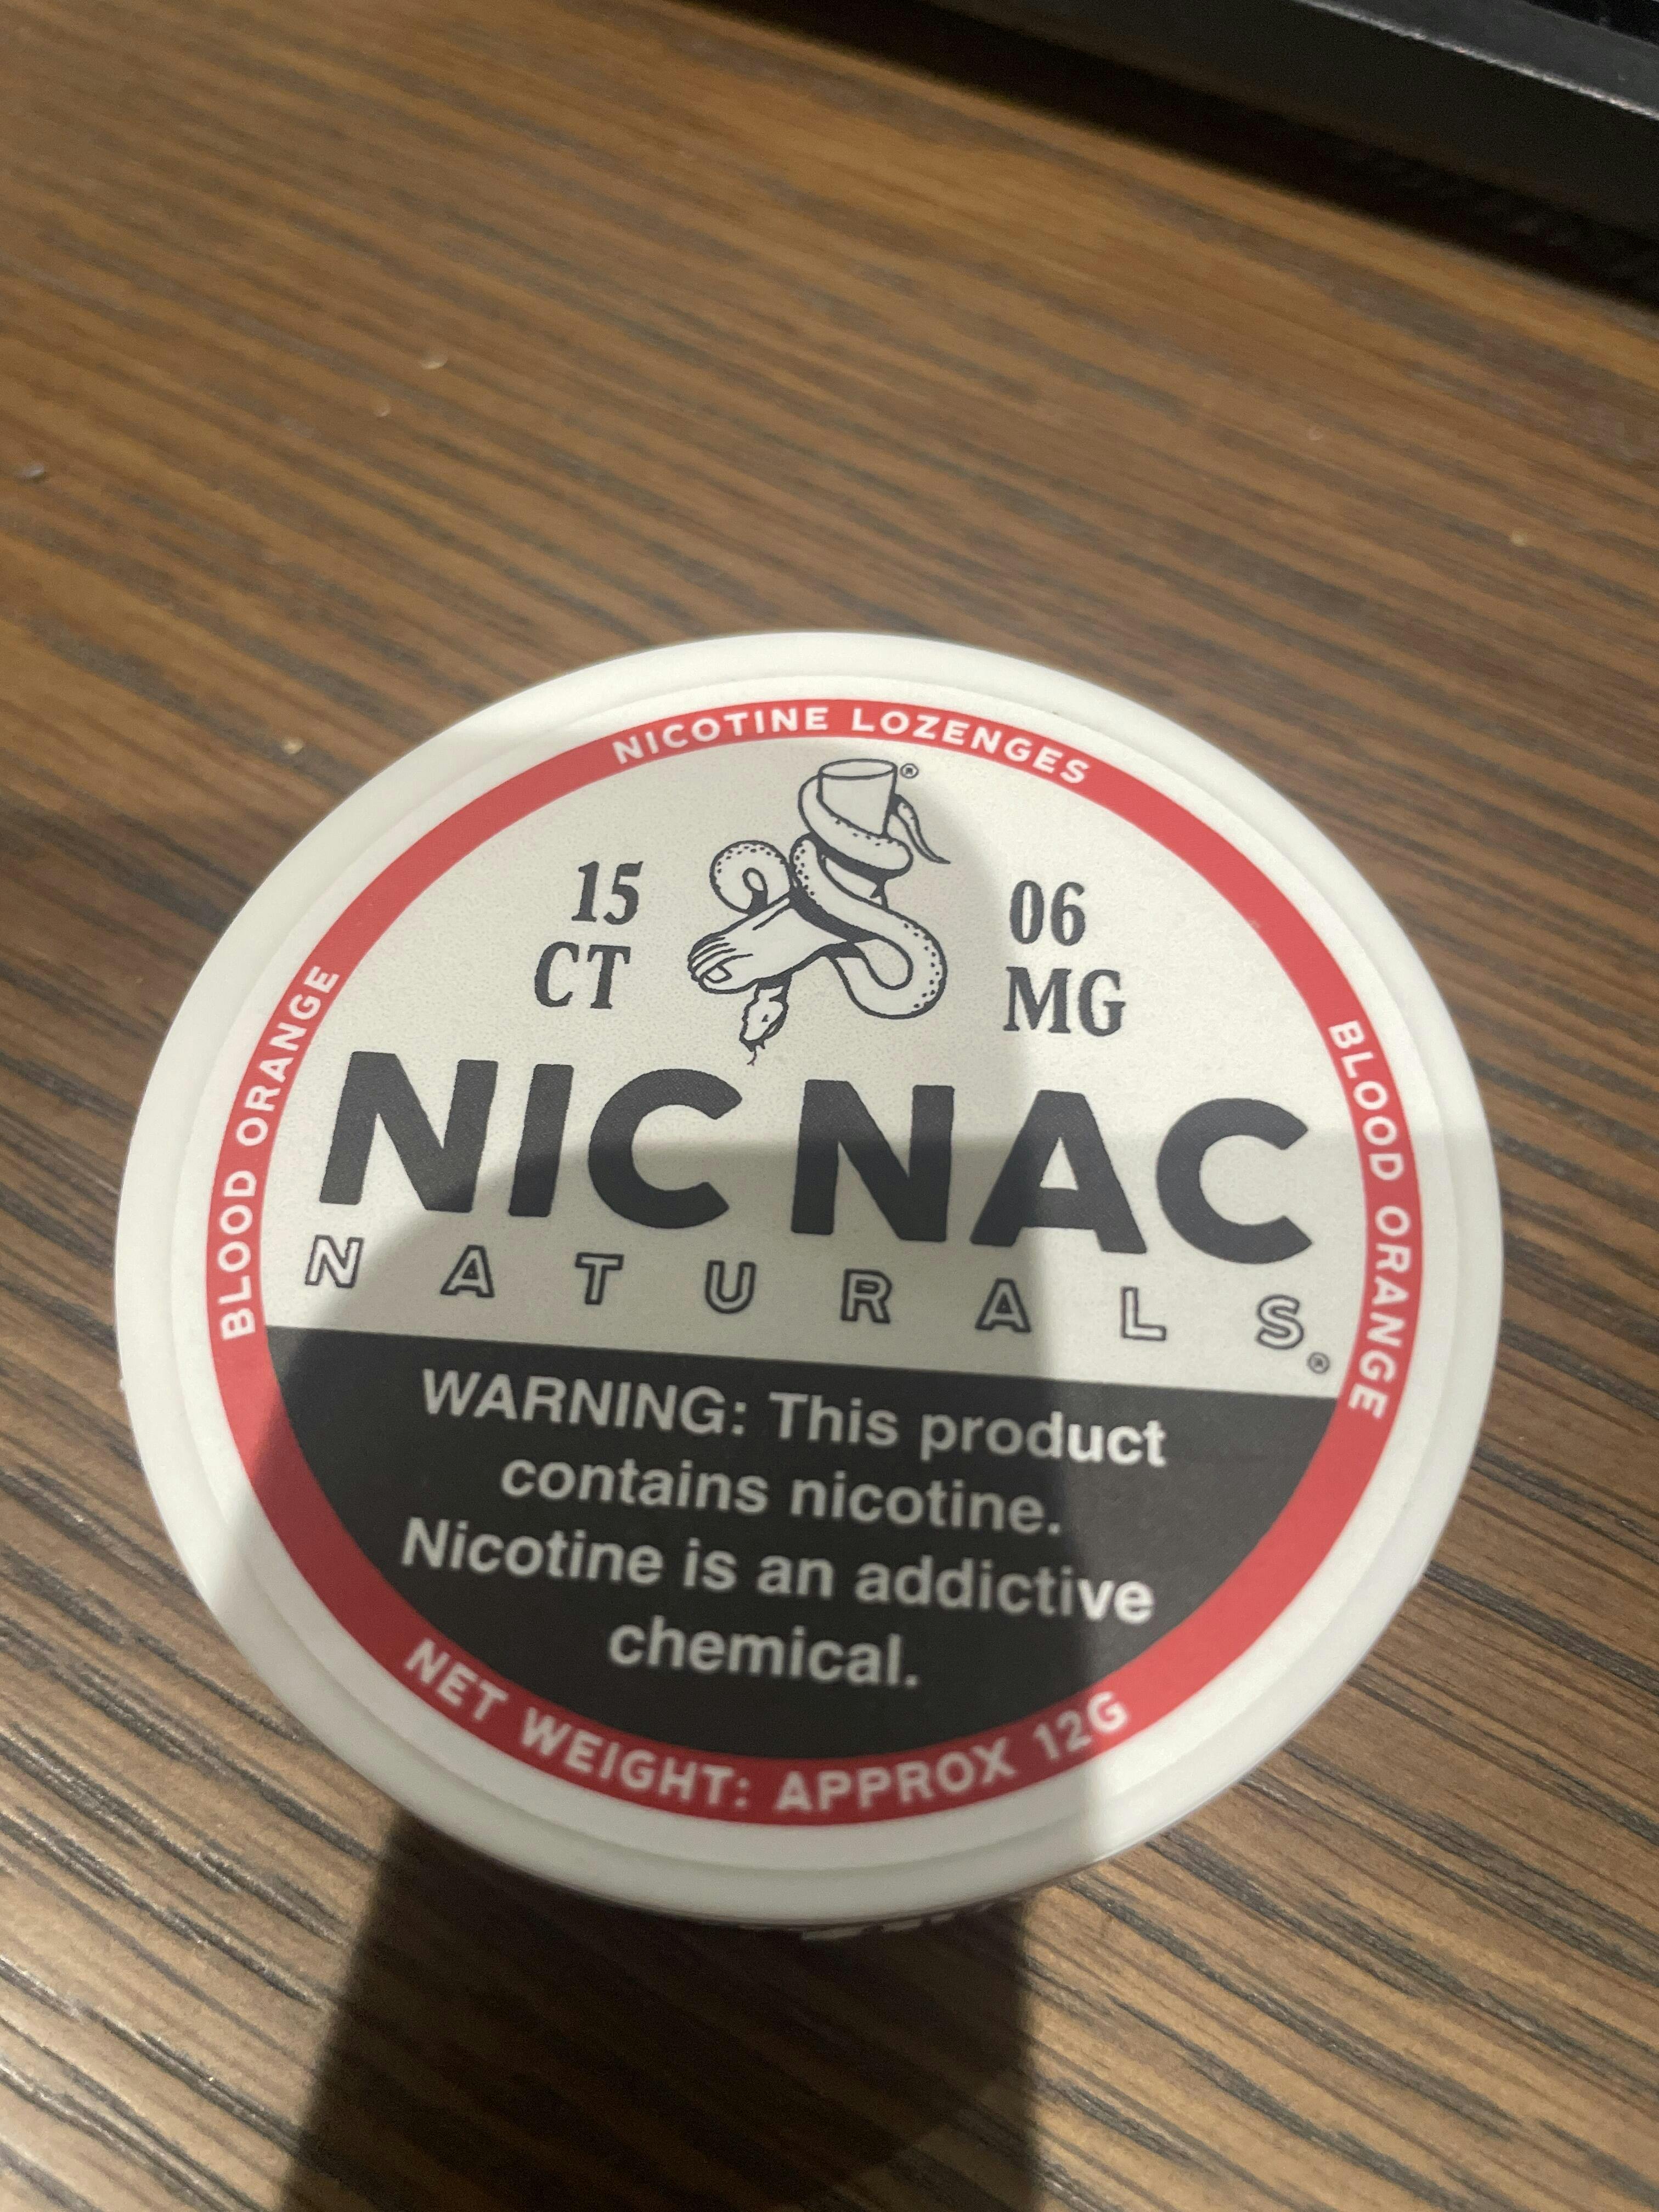 NICOTINE LOZENGES
®
15
CT
06
MG
BLOOD ORANGE
BLOOD ORANGE
NIC NAC
NATURALS®
WARNING: This product
contains nicotine.
Nicotine is an addictive
chemical.
NET WEIGHT: APPROX 12G